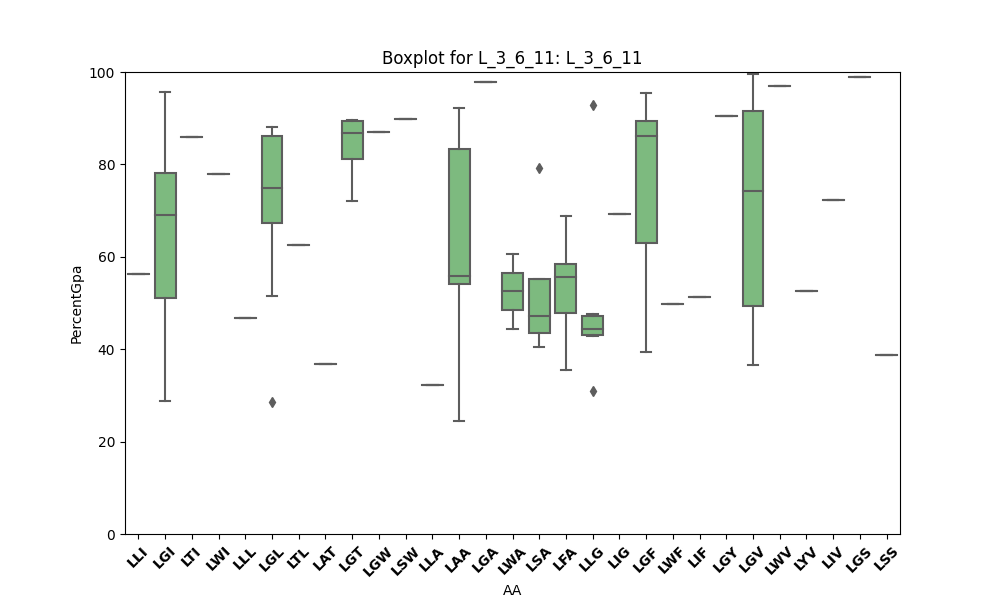 Boxplot for L_3_6_11: L_3_6_11
100
80
60
40
20
0
PercentGpa
LLI LGI LTI LWI LLL LGL LTL LAT LGT LGW LSW LLA LAA LGA LWA LSA LFA LLG LIG LGF LWF LIF LGY LGV LWV LYV LIV LGS LSS
AA